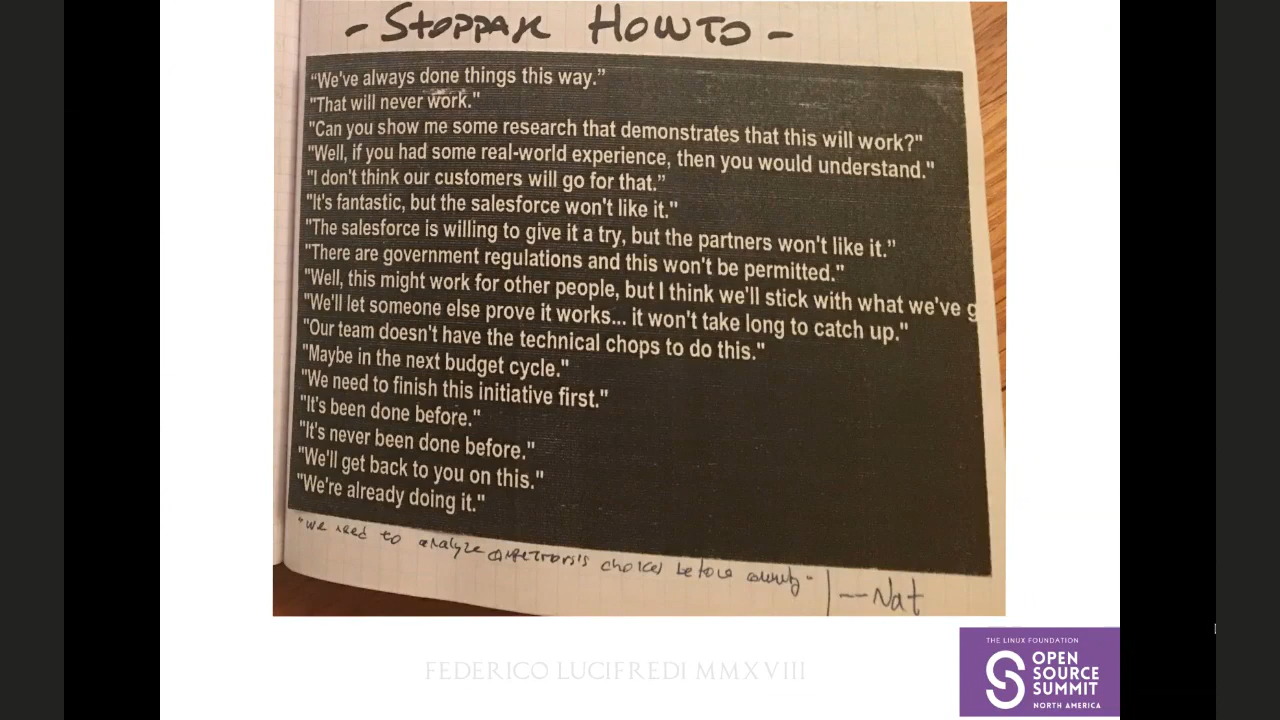 - STOPPAK HOWTO -
“We've always done things this way.”
"That will never work."
"Can you show me some research that demonstrates that this will work?"
"Well, if you had some real-world experience, then you would understand."
"I don't think our customers will go for that.”
"It's fantastic, but the salesforce won't like it."
"The salesforce is willing to give it a try, but the partners won't like it."
"There are government regulations and this won't be permitted."
"Well, this might work for other people, but I think we'll stick with what we've g
"We'll let someone else prove it works... it won't take long to catch up."
"Our team doesn't have the technical chops to do this."
"Maybe in the next budget cycle."
"We need to finish this initiative first."
"It's been done before."
"It's never been done before."
"We'll get back to you on this."
"We're already doing it."
"we need to analyze choices before
--Nat
FEDERICO LUCIFREDI MMXVIII
THE LINUX FOUNDATION
OPEN
SOURCE
SUMMIT
NORTH AMERICA